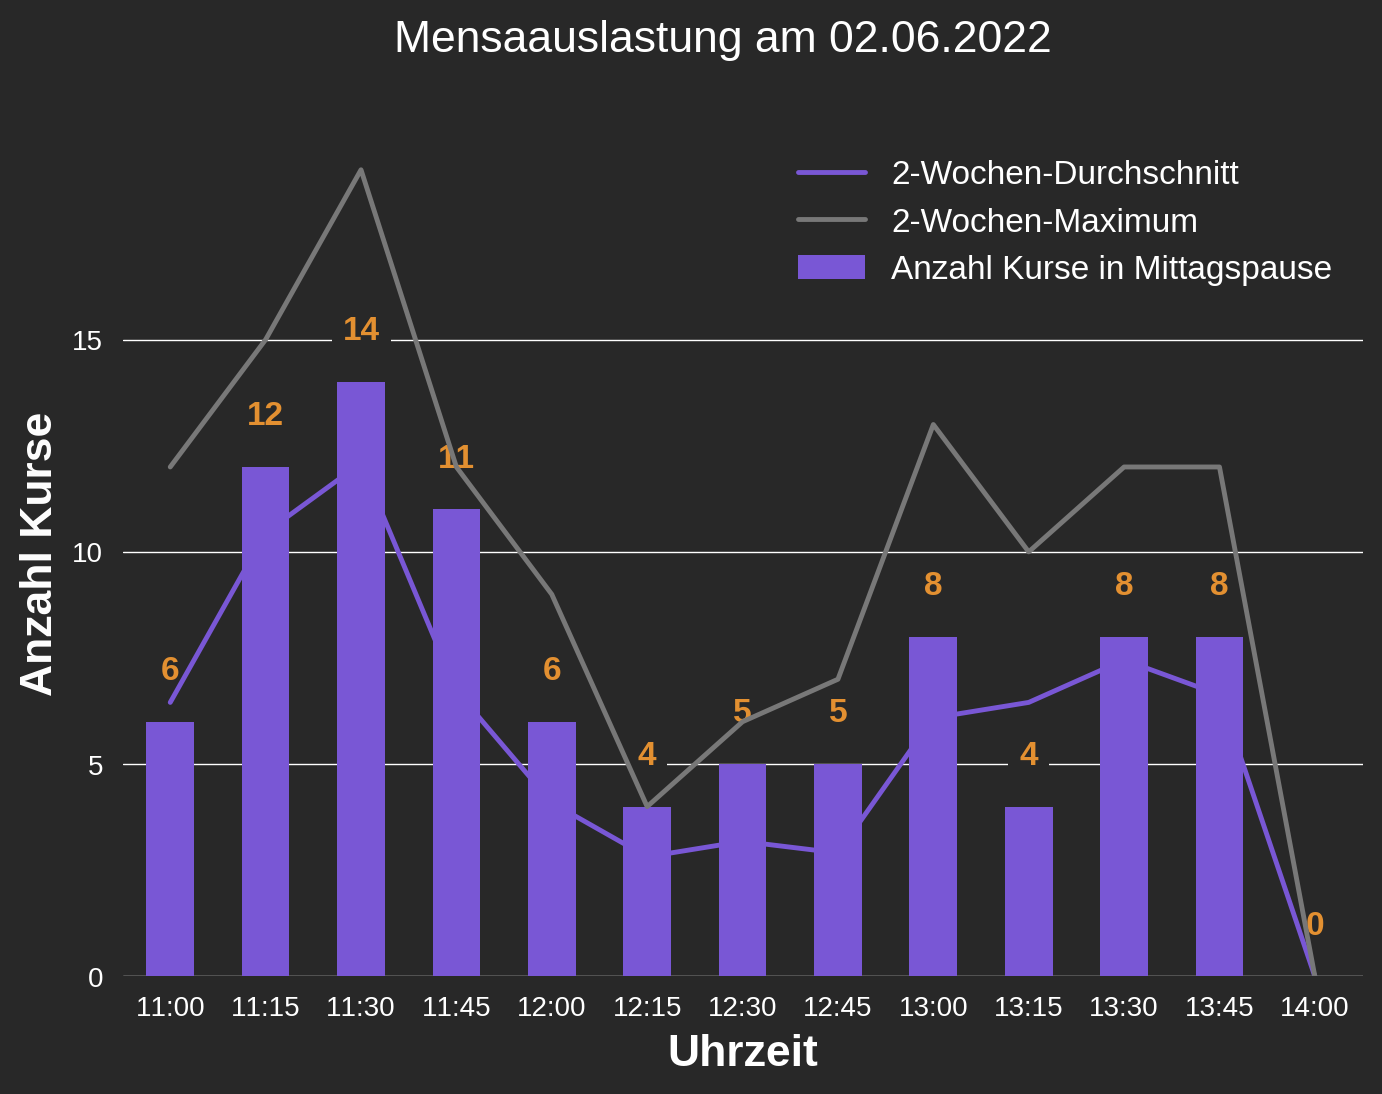 Mensaauslastung am 02.06.2022
2-Wochen-Durchschnitt
2-Wochen-Maximum
Anzahl Kurse in Mittagspause
Anzahl Kurse
15
10
5
0
6
12
14
11
6
4
5
5
8
4
8
8
0
11:00 11:15 11:30 11:45 12:00 12:15 12:30 12:45 13:00 13:15 13:30 13:45 14:00
Uhrzeit